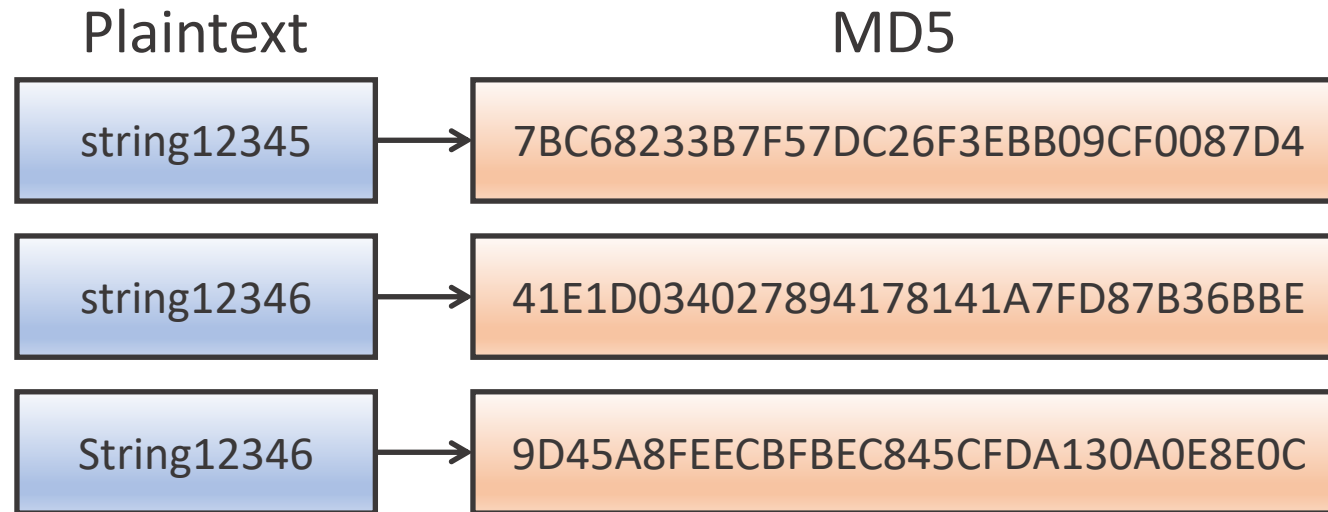 Plaintext MD5
string12345 7BC68233B7F57DC26F3EBB09CF0087D4
string12346 41E1D034027894178141A7FD87B36BBE
String12346 9D45A8FEECBFBEC845CFDA130A0E8E0C